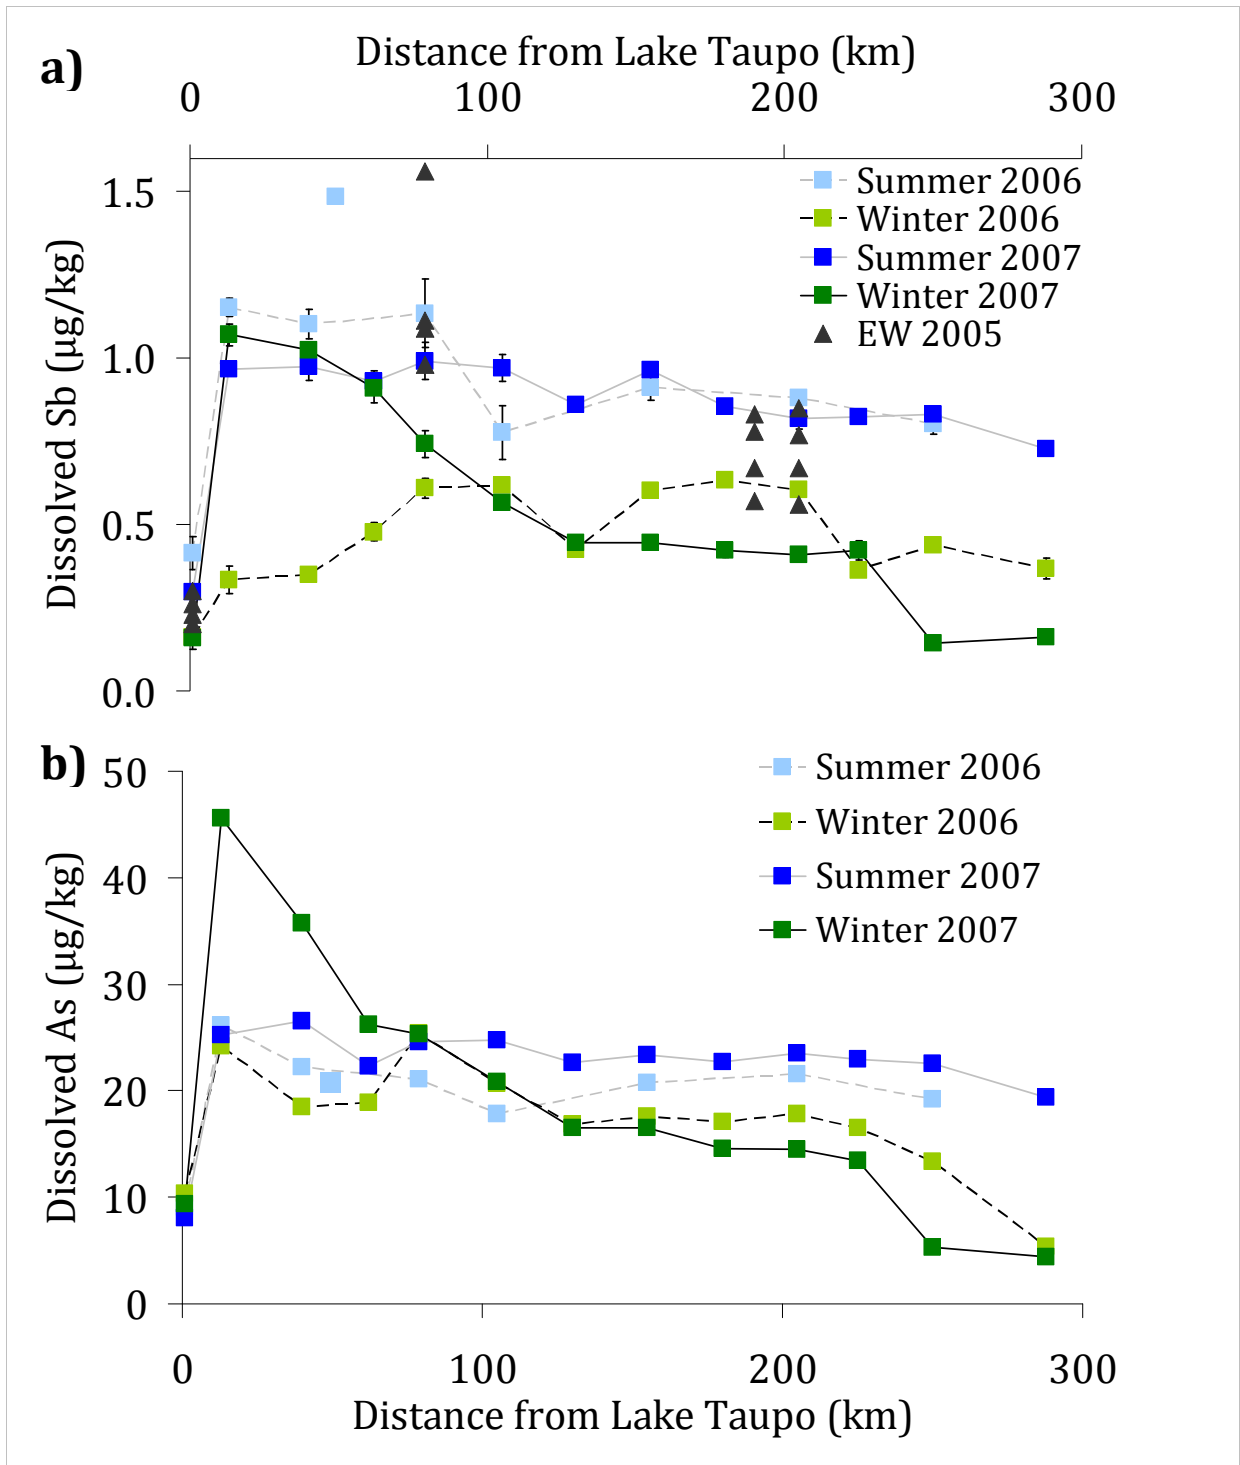 a)
Distance from Lake Taupo (km)
0 100 200 300
1.5
1.0
0.5
0.0
Dissolved Sb (µg/kg)
Summer 2006
Winter 2006
Summer 2007
Winter 2007
EW 2005
b)
50
40
30
20
10
0
Dissolved As (µg/kg)
Summer 2006
Winter 2006
Summer 2007
Winter 2007
0 100 200 300
Distance from Lake Taupo (km)